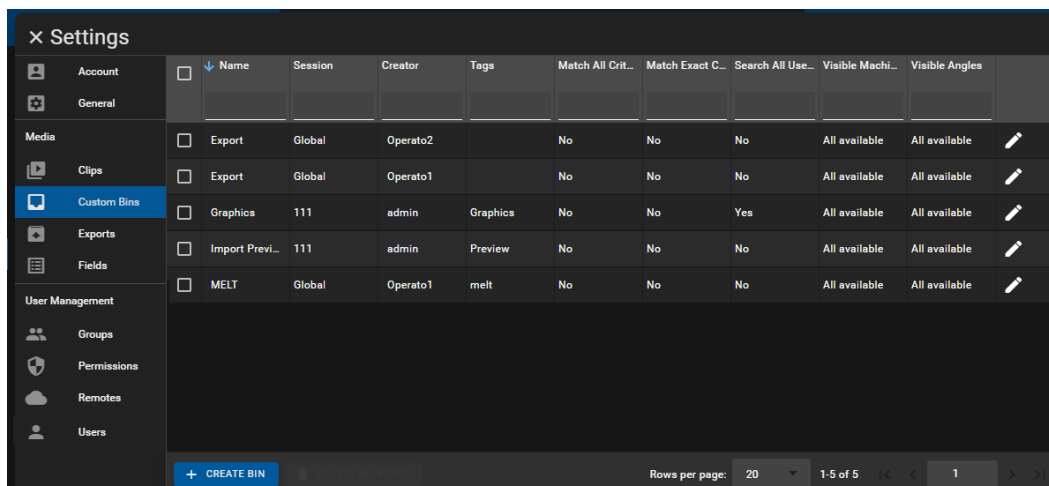 × Settings
Account
General
Media
Clips
Custom Bins
Exports
Fields
User Management
Groups
Permissions
Remotes
Users
Name Session Creator Tags Match All Crit... Match Exact C... Search All Use... Visible Machi... Visible Angles
Export Global Operato2 No No No All available All available
Export Global Operato1 No No No All available All available
Graphics 111 admin Graphics No No Yes All available All available
Import Previ... 111 admin Preview No No No All available All available
MELT Global Operato1 melt No No No All available All available
+ CREATE BIN DELETE SELECTED Rows per page: 20 1-5 of 5 1